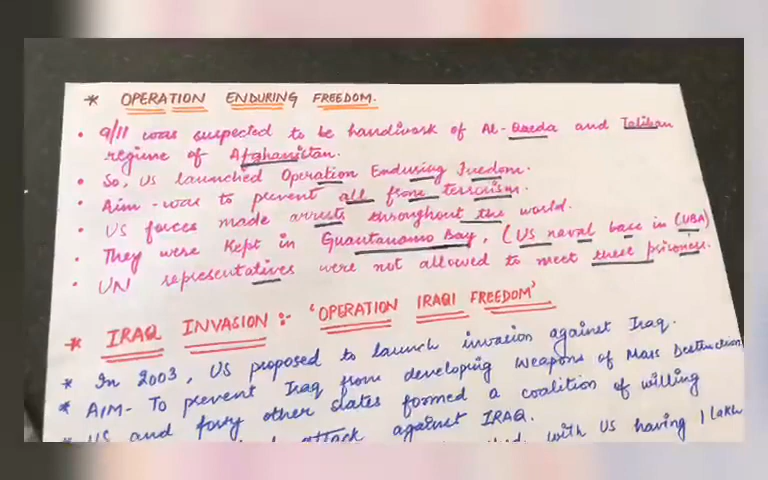 * OPERATION ENDURING FREEDOM.
• 9/11 was suspected to be handiwork of Al-Qaeda and Taliban
regime of Afghanistan.
• So, US launched Operation Enduring Freedom.
• Aim - was to prevent all from terrorism.
• US forces made arrests throughout the world.
• They were kept in Guantanamo Bay, (US naval base in CUBA)
• UN representatives were not allowed to meet these prisoners.
* IRAQ INVASION :- 'OPERATION IRAQI FREEDOM'
* In 2003, US proposed to launch invasion against Iraq.
* AIM- To prevent Iraq from developing weapons of Mass Destruction
* US and forty other states formed a coalition of willing
attack against IRAQ.
with US having 1 lakh